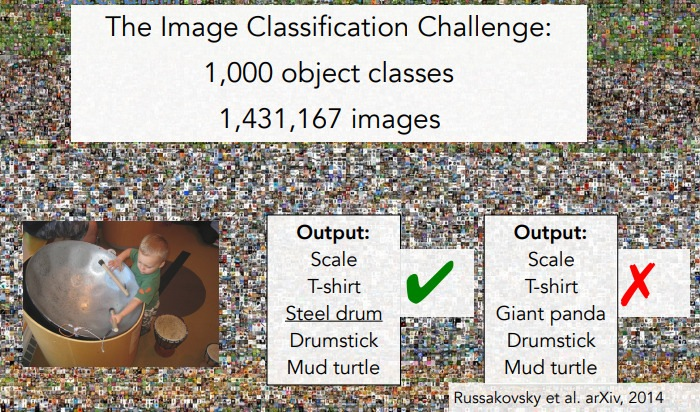 The Image Classification Challenge:
1,000 object classes
1,431,167 images
Output:
Scale
T-shirt
Steel drum
Drumstick
Mud turtle
Output:
Scale
T-shirt
Giant panda
Drumstick
Mud turtle
Russakovsky et al. arXiv, 2014